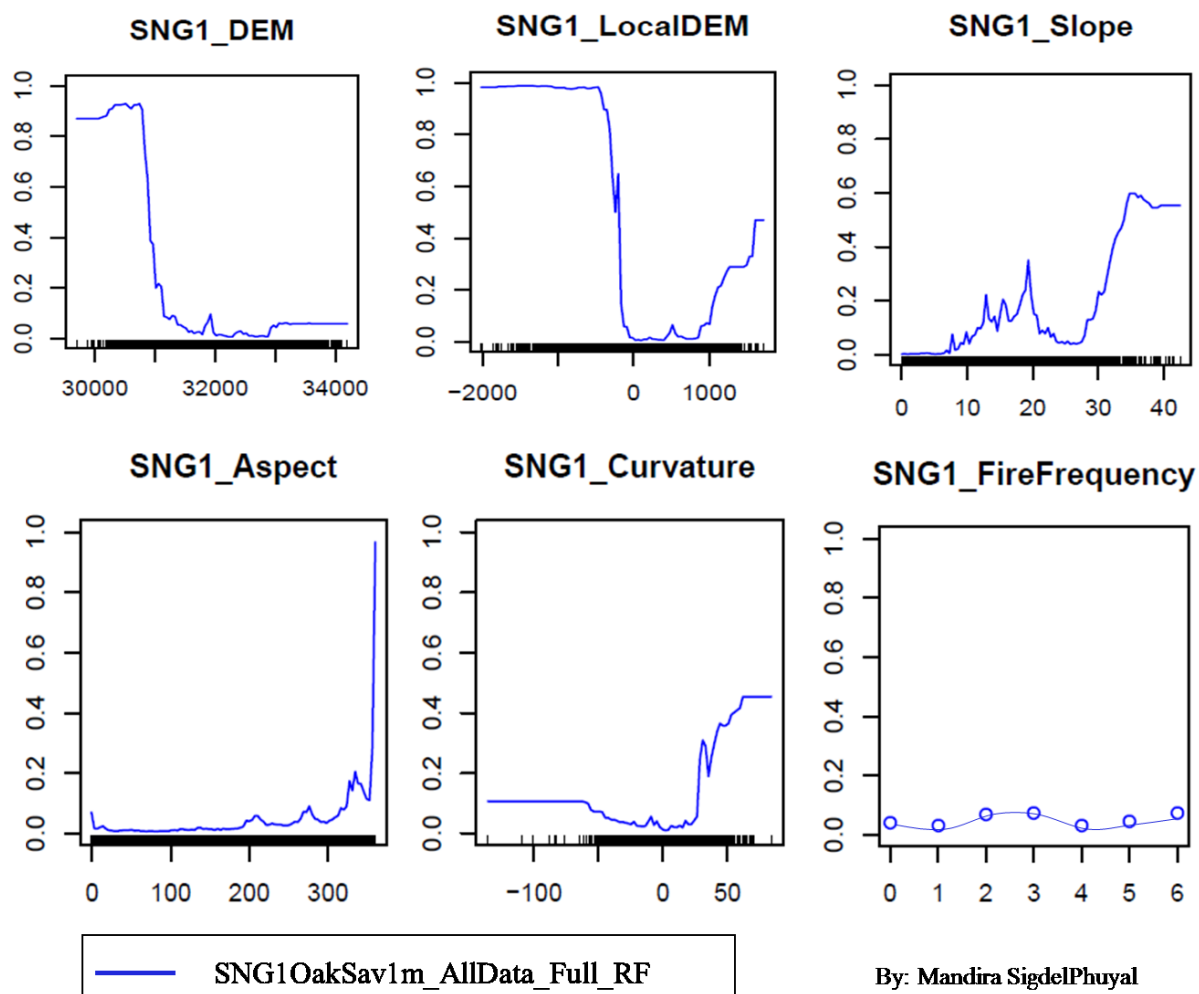 SNG1_DEM
SNG1_LocalDEM
SNG1_Slope
0.0 0.2 0.4 0.6 0.8 1.0
30000 32000 34000
0.0 0.2 0.4 0.6 0.8 1.0
−2000 0 1000
0.0 0.2 0.4 0.6 0.8 1.0
0 10 20 30 40
SNG1_Aspect
SNG1_Curvature
SNG1_FireFrequency
0.0 0.2 0.4 0.6 0.8 1.0
0 100 200 300
0.0 0.2 0.4 0.6 0.8 1.0
−100 0 50
0.0 0.2 0.4 0.6 0.8 1.0
0 1 2 3 4 5 6
SNG1OakSav1m_AllData_Full_RF
By: Mandira SigdelPhuyal